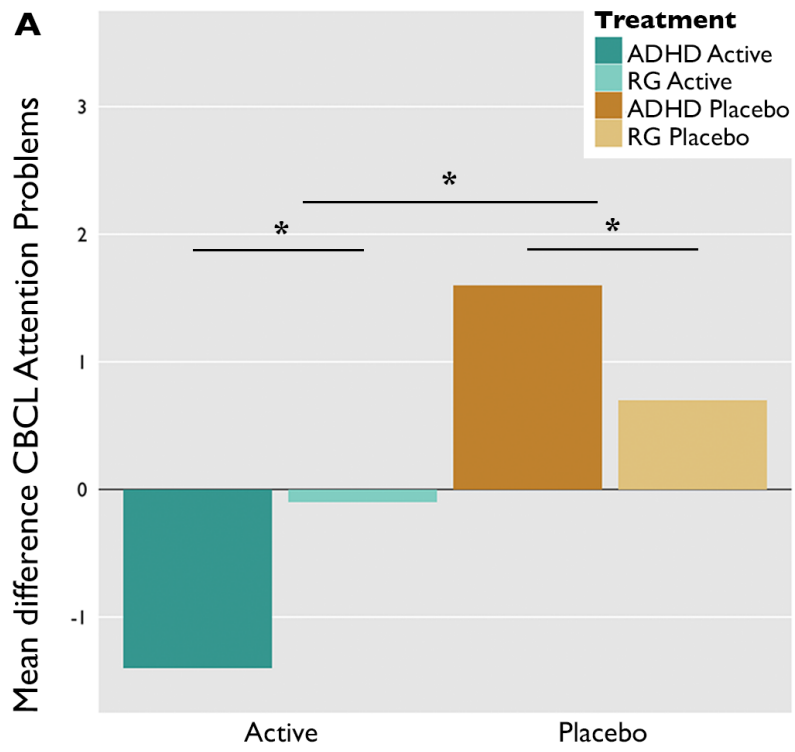 A
Treatment
ADHD Active
RG Active
ADHD Placebo
RG Placebo
Mean difference CBCL Attention Problems
3
2
1
0
-1
*
*
*
Active
Placebo